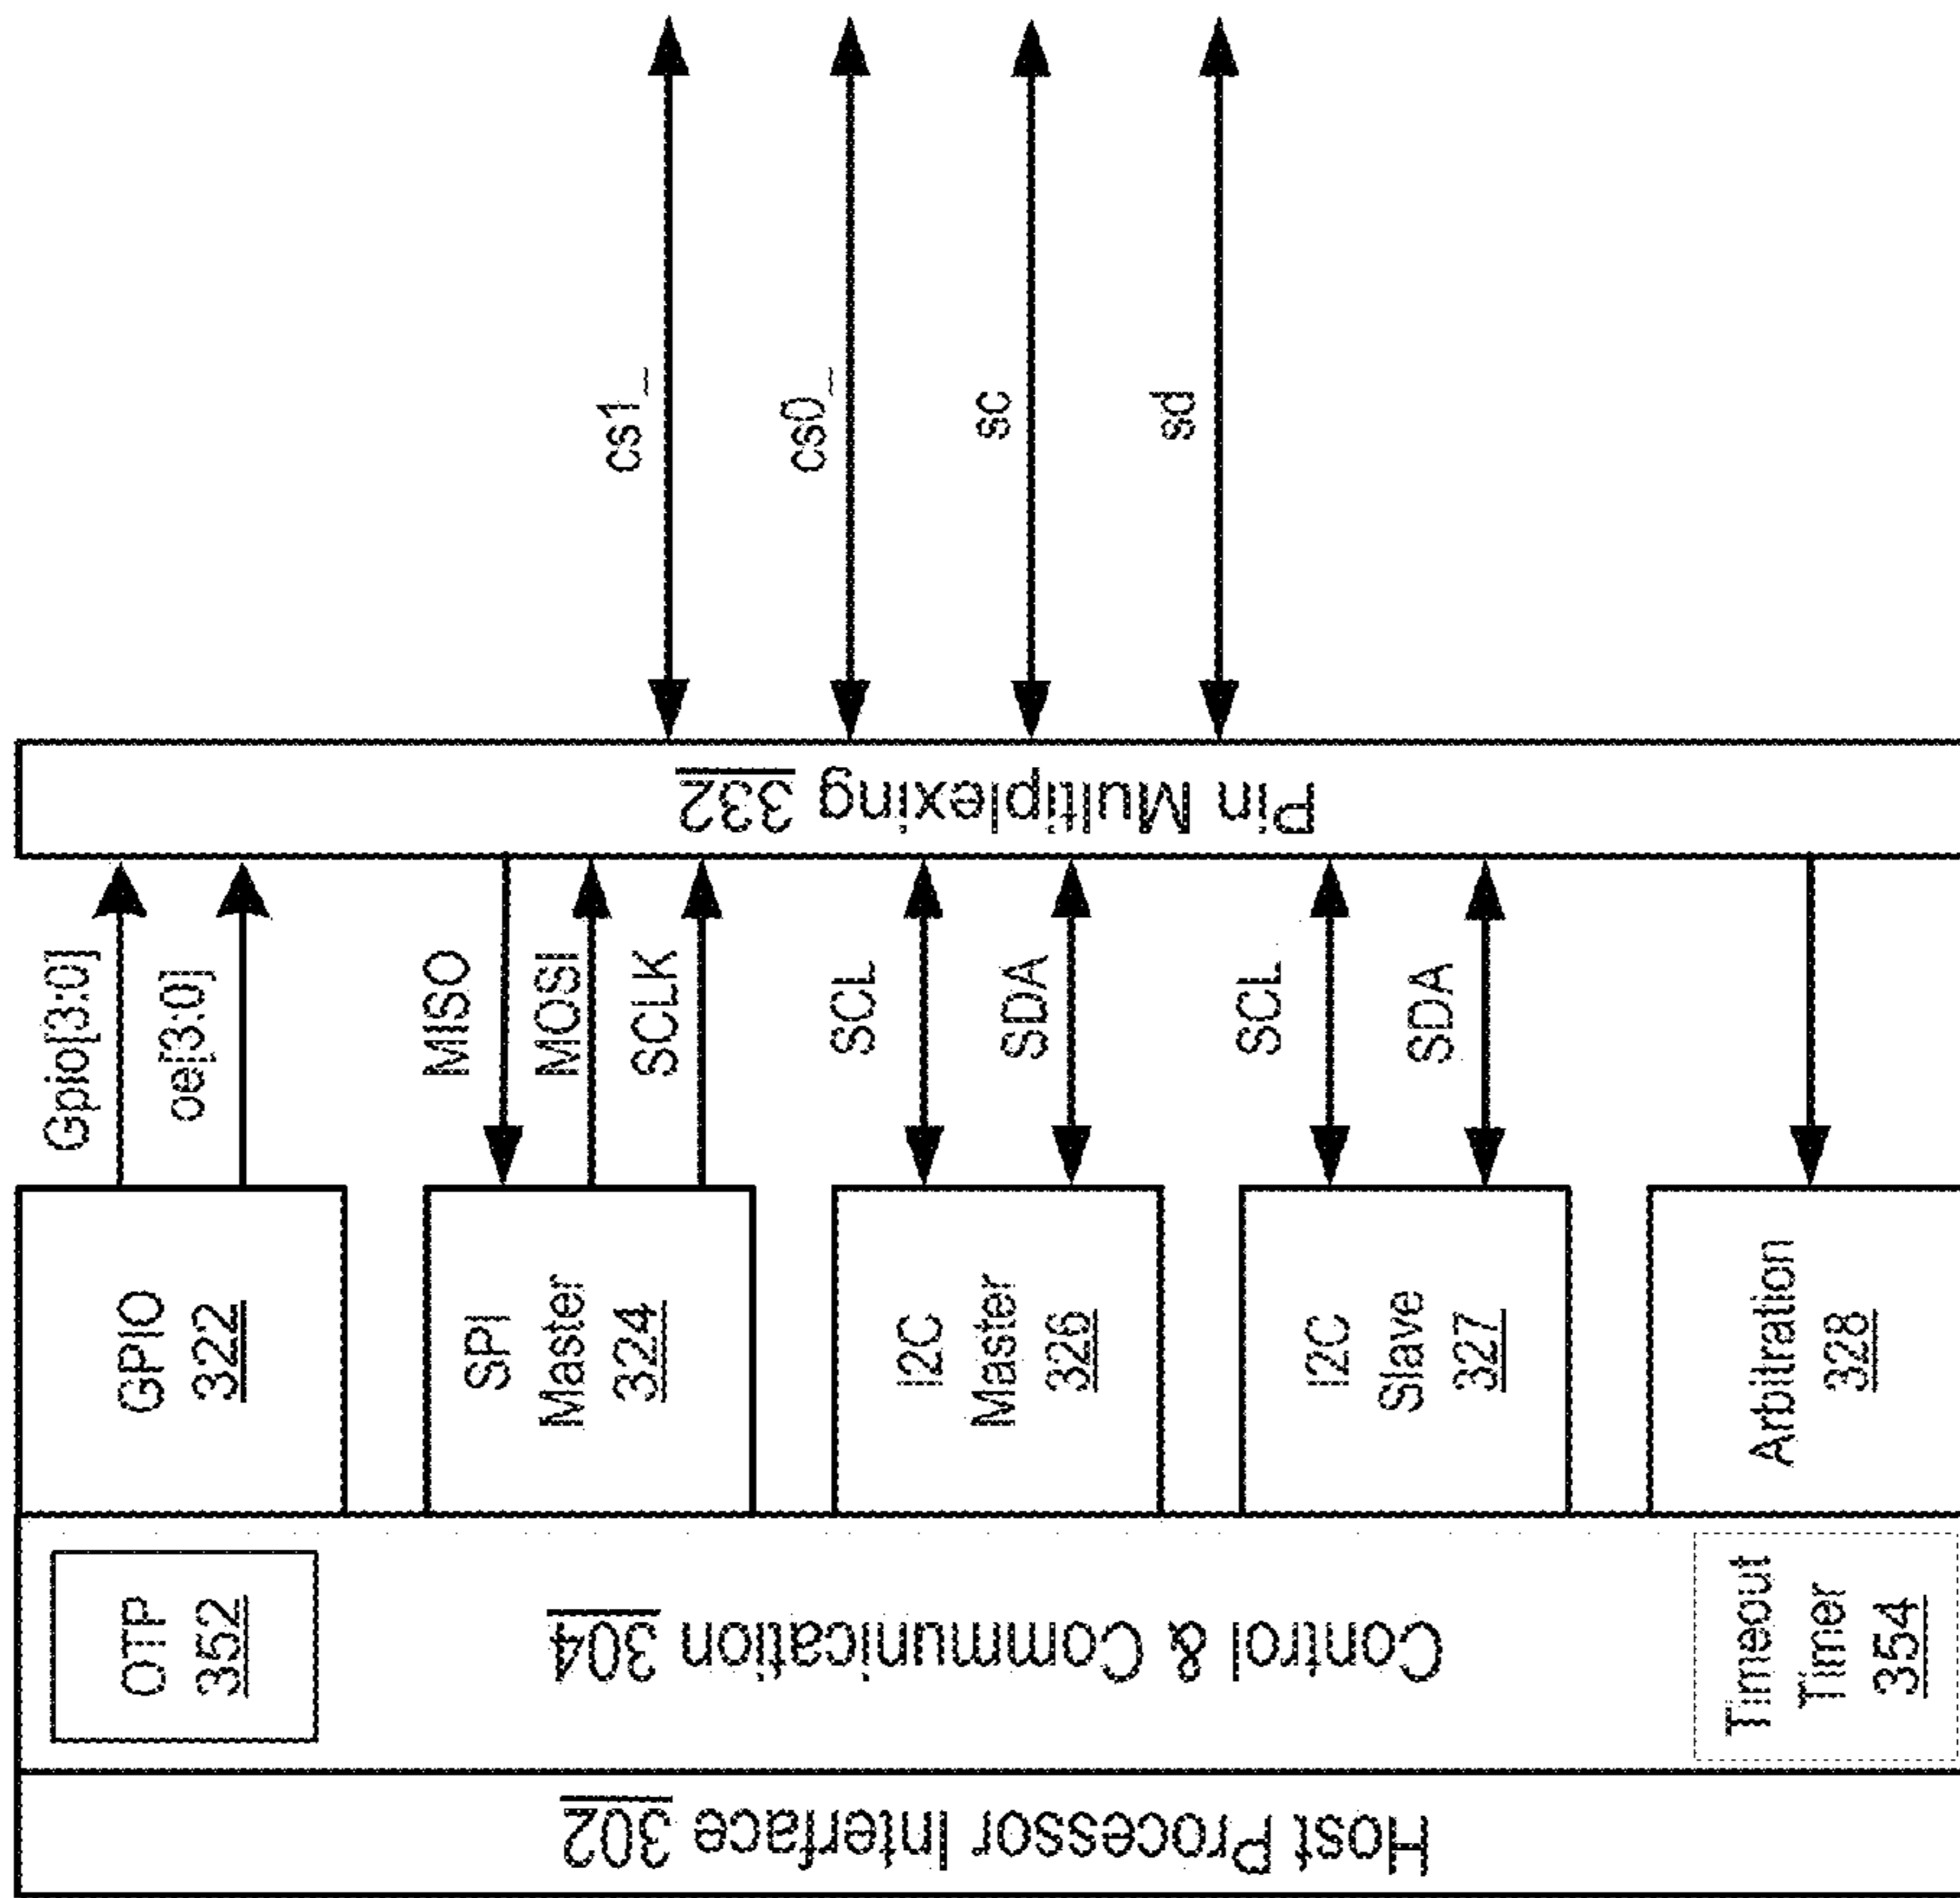 Host Processor Interface 302
Control & Communication 304
OTP
352
Timeout
Timer
354
GPIO
322
SPI
Master
324
I2C
Master
326
I2C
Slave
327
Arbitration
328
Gpio[3:0]
oe[3:0]
MISO
MOSI
SCLK
SCL
SDA
SCL
SDA
Pin Multiplexing 332
cs1_
cs0_
sc
sd